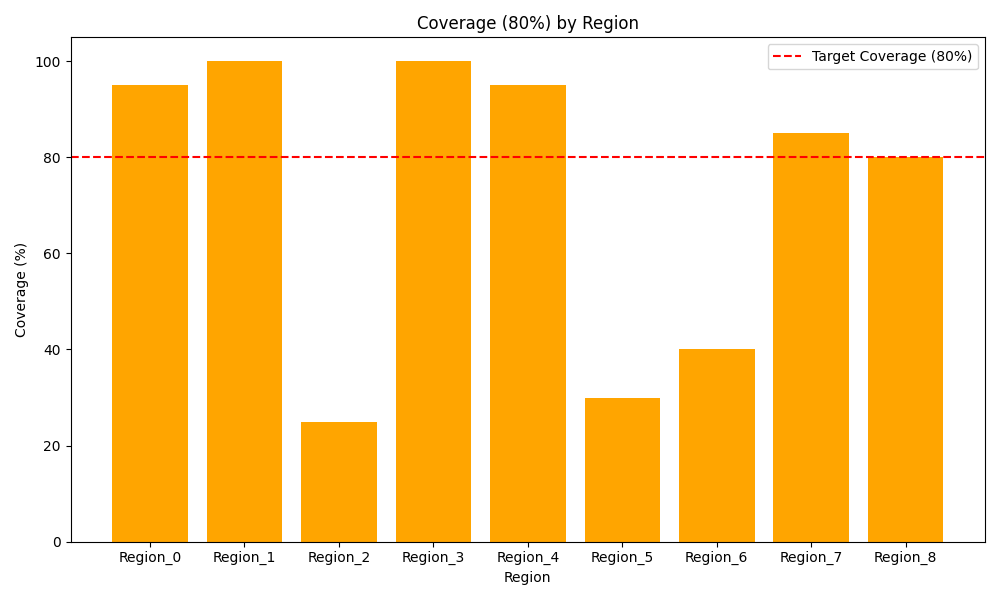 Coverage (80%) by Region
Target Coverage (80%)
100
80
60
40
20
0
Coverage (%)
Region_0 Region_1 Region_2 Region_3 Region_4 Region_5 Region_6 Region_7 Region_8
Region